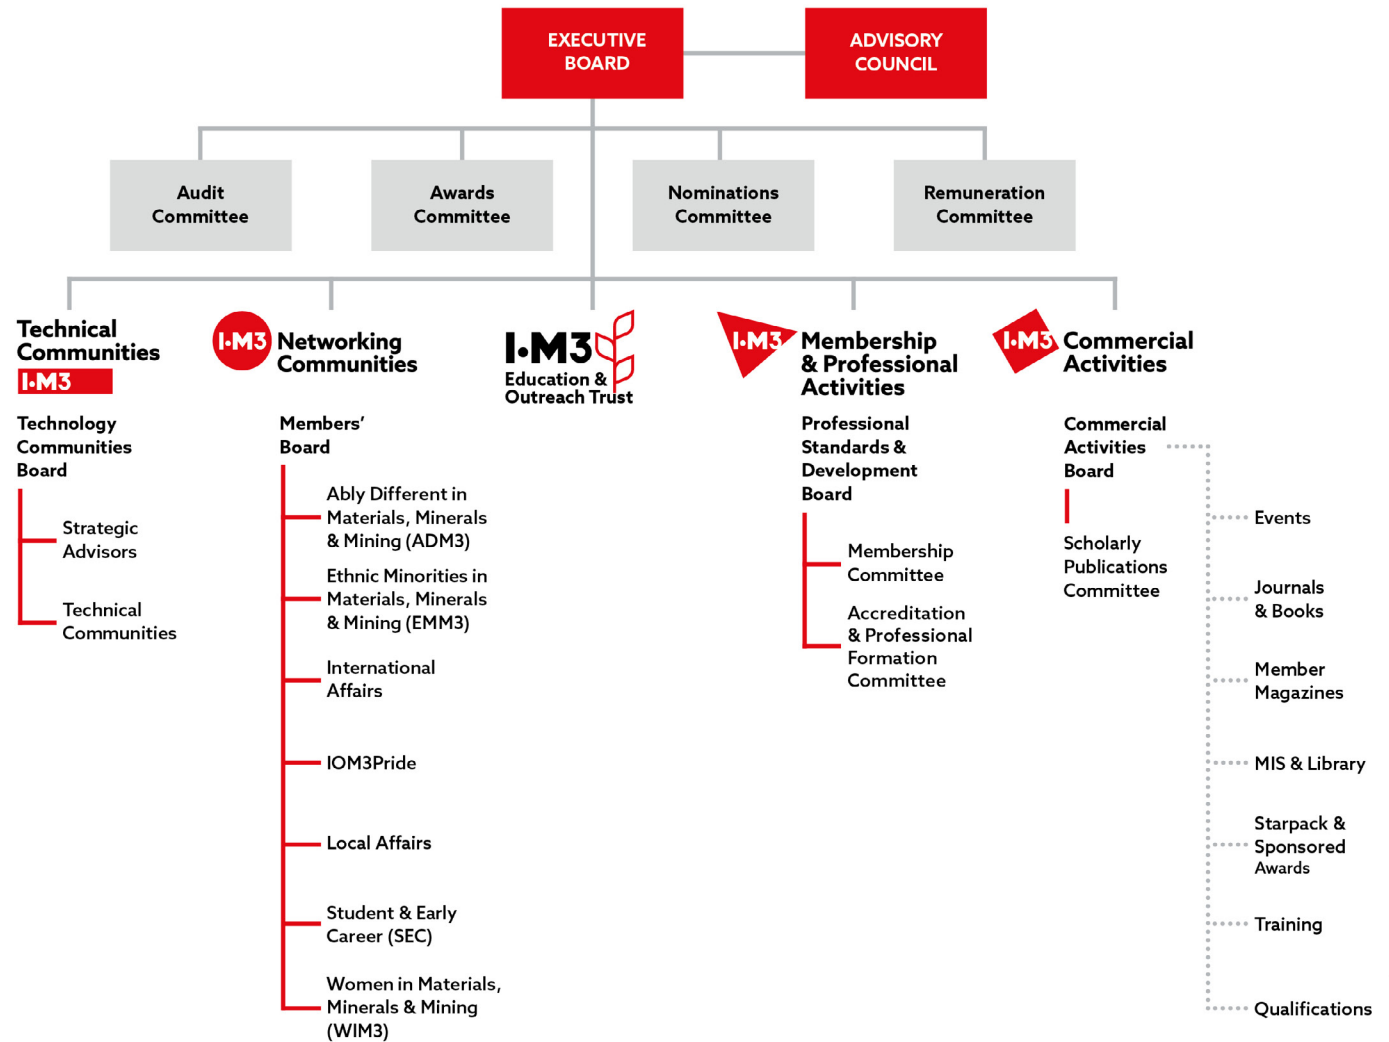 EXECUTIVE
BOARD
ADVISORY
COUNCIL
Audit
Committee
Awards
Committee
Nominations
Committee
Remuneration
Committee
Technical
Communities
I•M3
Technology
Communities
Board
Strategic
Advisors
Technical
Communities
I•M3
Networking
Communities
Members’
Board
Ably Different in
Materials, Minerals
& Mining (ADM3)
Ethnic Minorities in
Materials, Minerals
& Mining (EMM3)
International
Affairs
IOM3Pride
Local Affairs
Student & Early
Career (SEC)
Women in Materials,
Minerals & Mining
(WIM3)
I•M3
Education &
Outreach Trust
I•M3
Membership
& Professional
Activities
Professional
Standards &
Development
Board
Membership
Committee
Accreditation
& Professional
Formation
Committee
I•M3
Commercial
Activities
Commercial
Activities
Board
Scholarly
Publications
Committee
Events
Journals
& Books
Member
Magazines
MIS & Library
Starpack &
Sponsored
Awards
Training
Qualifications